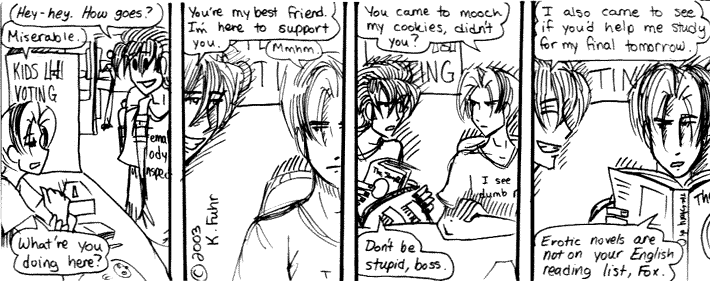 Hey-hey. How goes?
Miserable.
KIDS
VOTING
What're you
doing here?
You're my best friend.
I'm here to support
you.
Mmhm
© 2003
K. Fuhr
You came to mooch
my cookies, didn't
you?
I see
dumb
Don't be
stupid, boss.
I also came to see
if you'd help me study
for my final tomorrow.
Erotic novels are
not on your English
reading list, Fox.